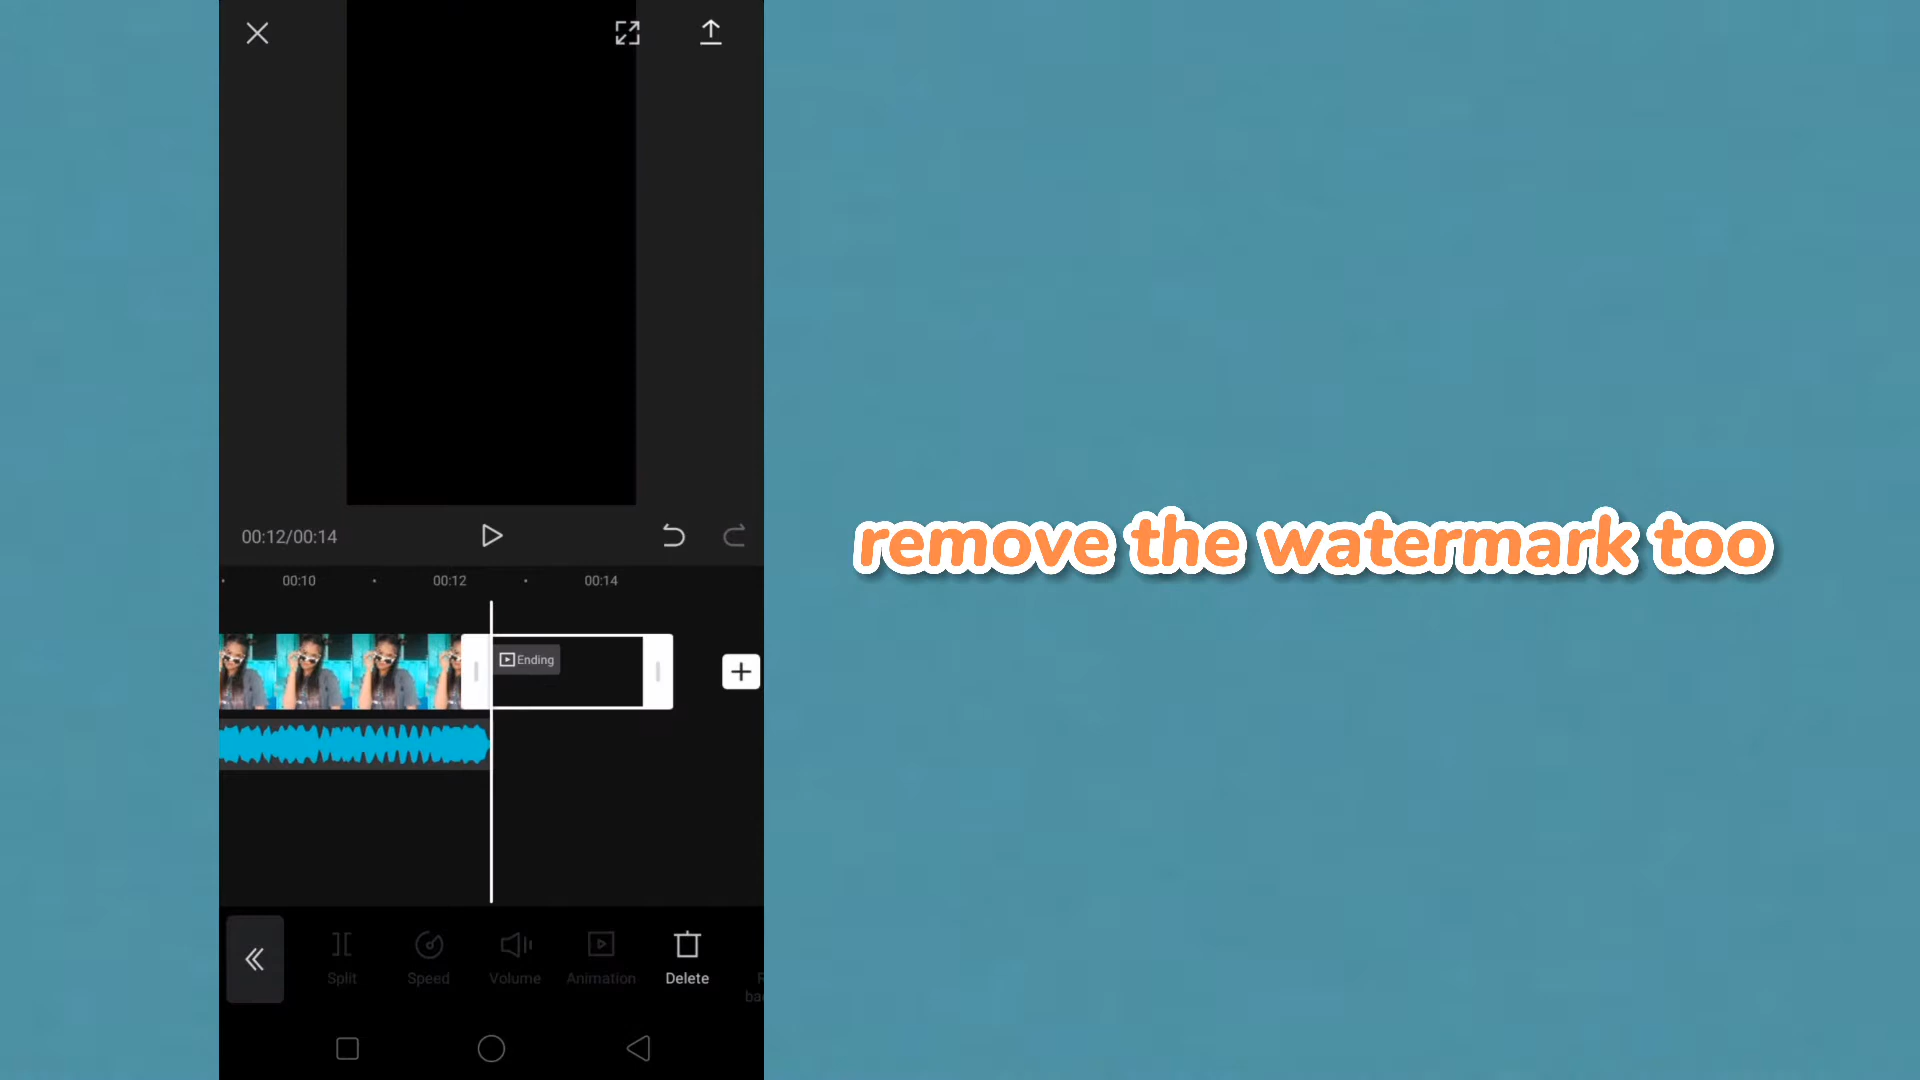 00:12/00:14
00:10
00:12
00:14
Ending
remove the watermark too
Split
Speed
Volume
Animation
Delete